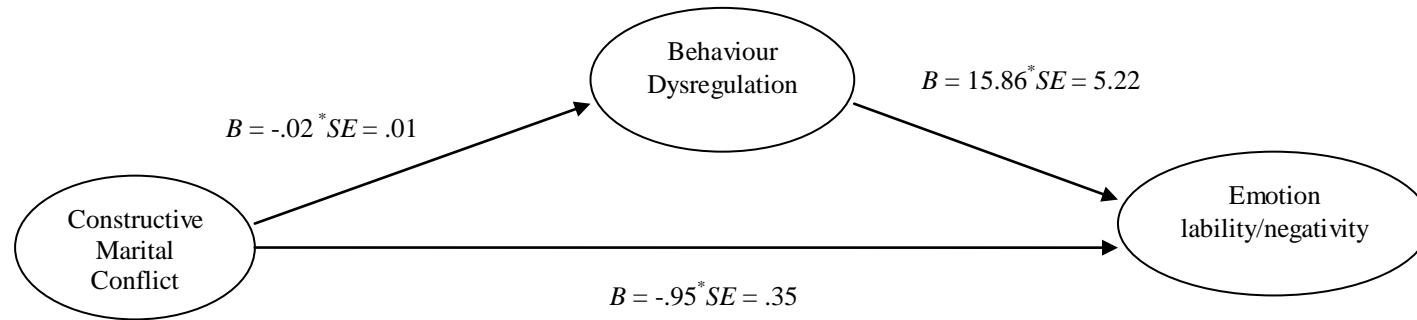 Behaviour
Dysregulation
B = 15.86*SE = 5.22
B = -.02 *SE = .01
Constructive
Marital
Conflict
Emotion
lability/negativity
B = -.95*SE = .35